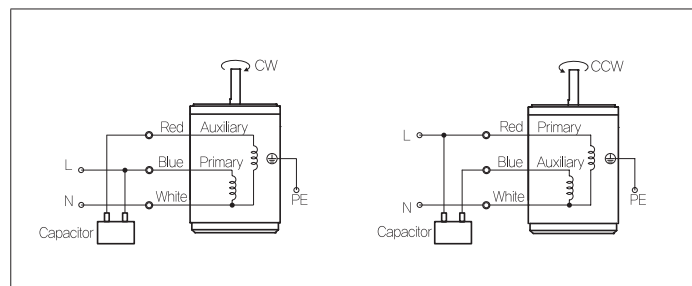 CW
Red Auxiliary
L Blue Primary
N White
PE
Capacitor
CCW
L Red Primary
Blue Auxiliary
N White
PE
Capacitor